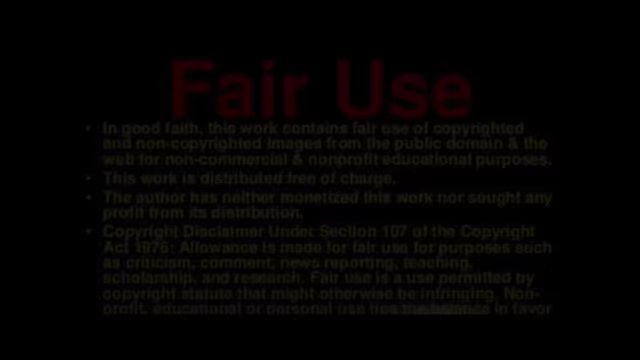 Fair Use
• In good faith, this work contains fair use of copyrighted
and non-copyrighted images from the public domain & the
web for non-commercial & nonprofit educational purposes.
• This work is distributed free of charge.
• The author has neither monetized this work nor sought any
profit from its distribution.
• Copyright Disclaimer Under Section 107 of the Copyright
Act 1976: Allowance is made for fair use for purposes such
as criticism, comment, news reporting, teaching,
scholarship, and research. Fair use is a use permitted by
copyright statute that might otherwise be infringing. Non-
profit, educational or personal use tips the balance in favor